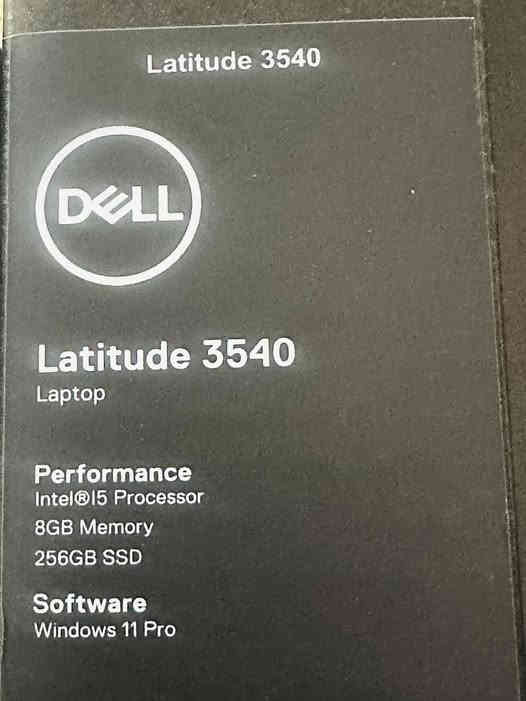 Latitude 3540
DELL
Latitude 3540
Laptop
Performance
Intel®I5 Processor
8GB Memory
256GB SSD
Software
Windows 11 Pro